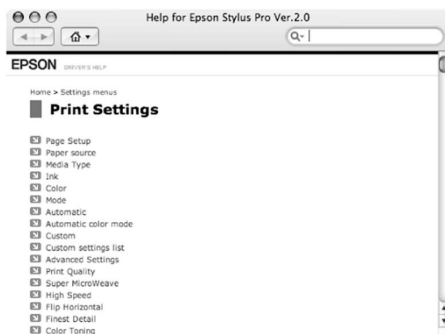 Help for Epson Stylus Pro Ver.2.0
Q
EPSON DRIVER'S HELP
Home > Settings menus
Print Settings
Page Setup
Paper source
Media Type
Ink
Color
Mode
Automatic
Automatic color mode
Custom
Custom settings list
Advanced Settings
Print Quality
Super MicroWeave
High Speed
Flip Horizontal
Finest Detail
Color Toning